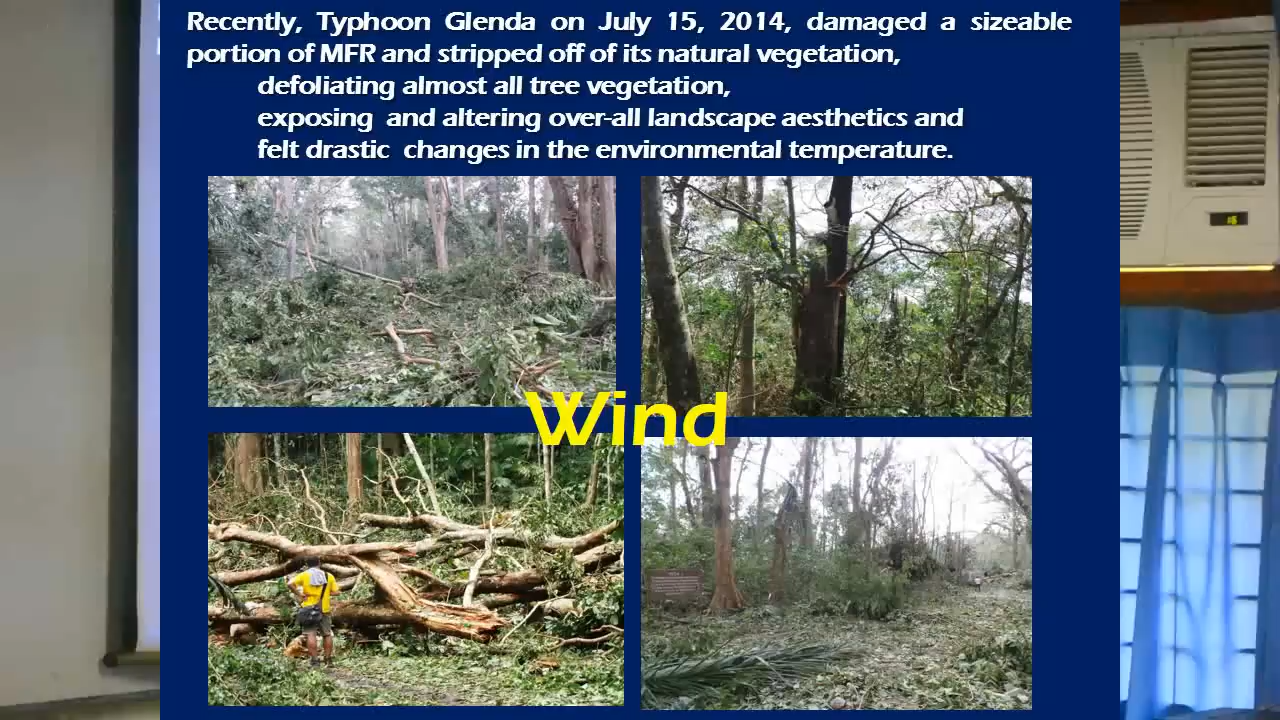 Recently, Typhoon Glenda on July 15, 2014, damaged a sizeable
portion of MFR and stripped off of its natural vegetation,
defoliating almost all tree vegetation,
exposing and altering over-all landscape aesthetics and
felt drastic changes in the environmental temperature.
Wind